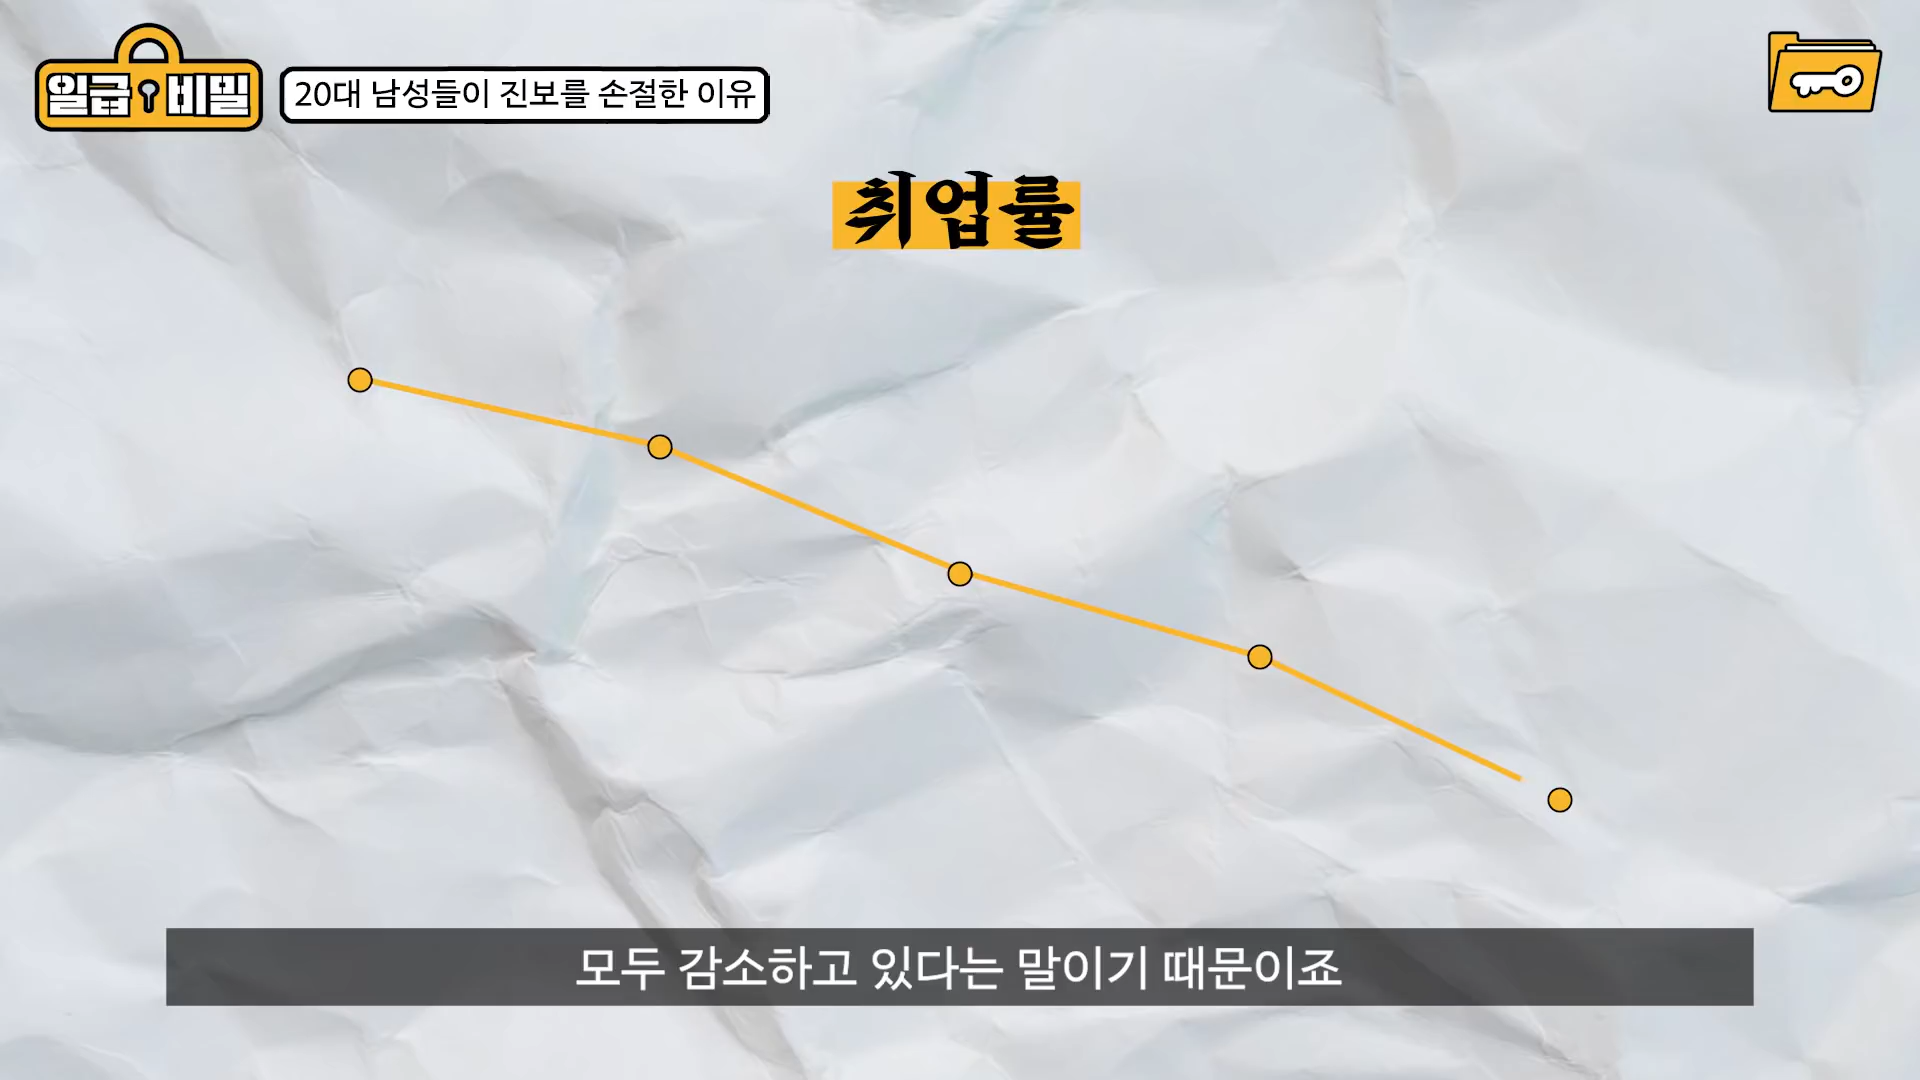 일급비밀
20대 남성들이 진보를 손절한 이유
취업률
모두 감소하고 있다는 말이기 때문이죠